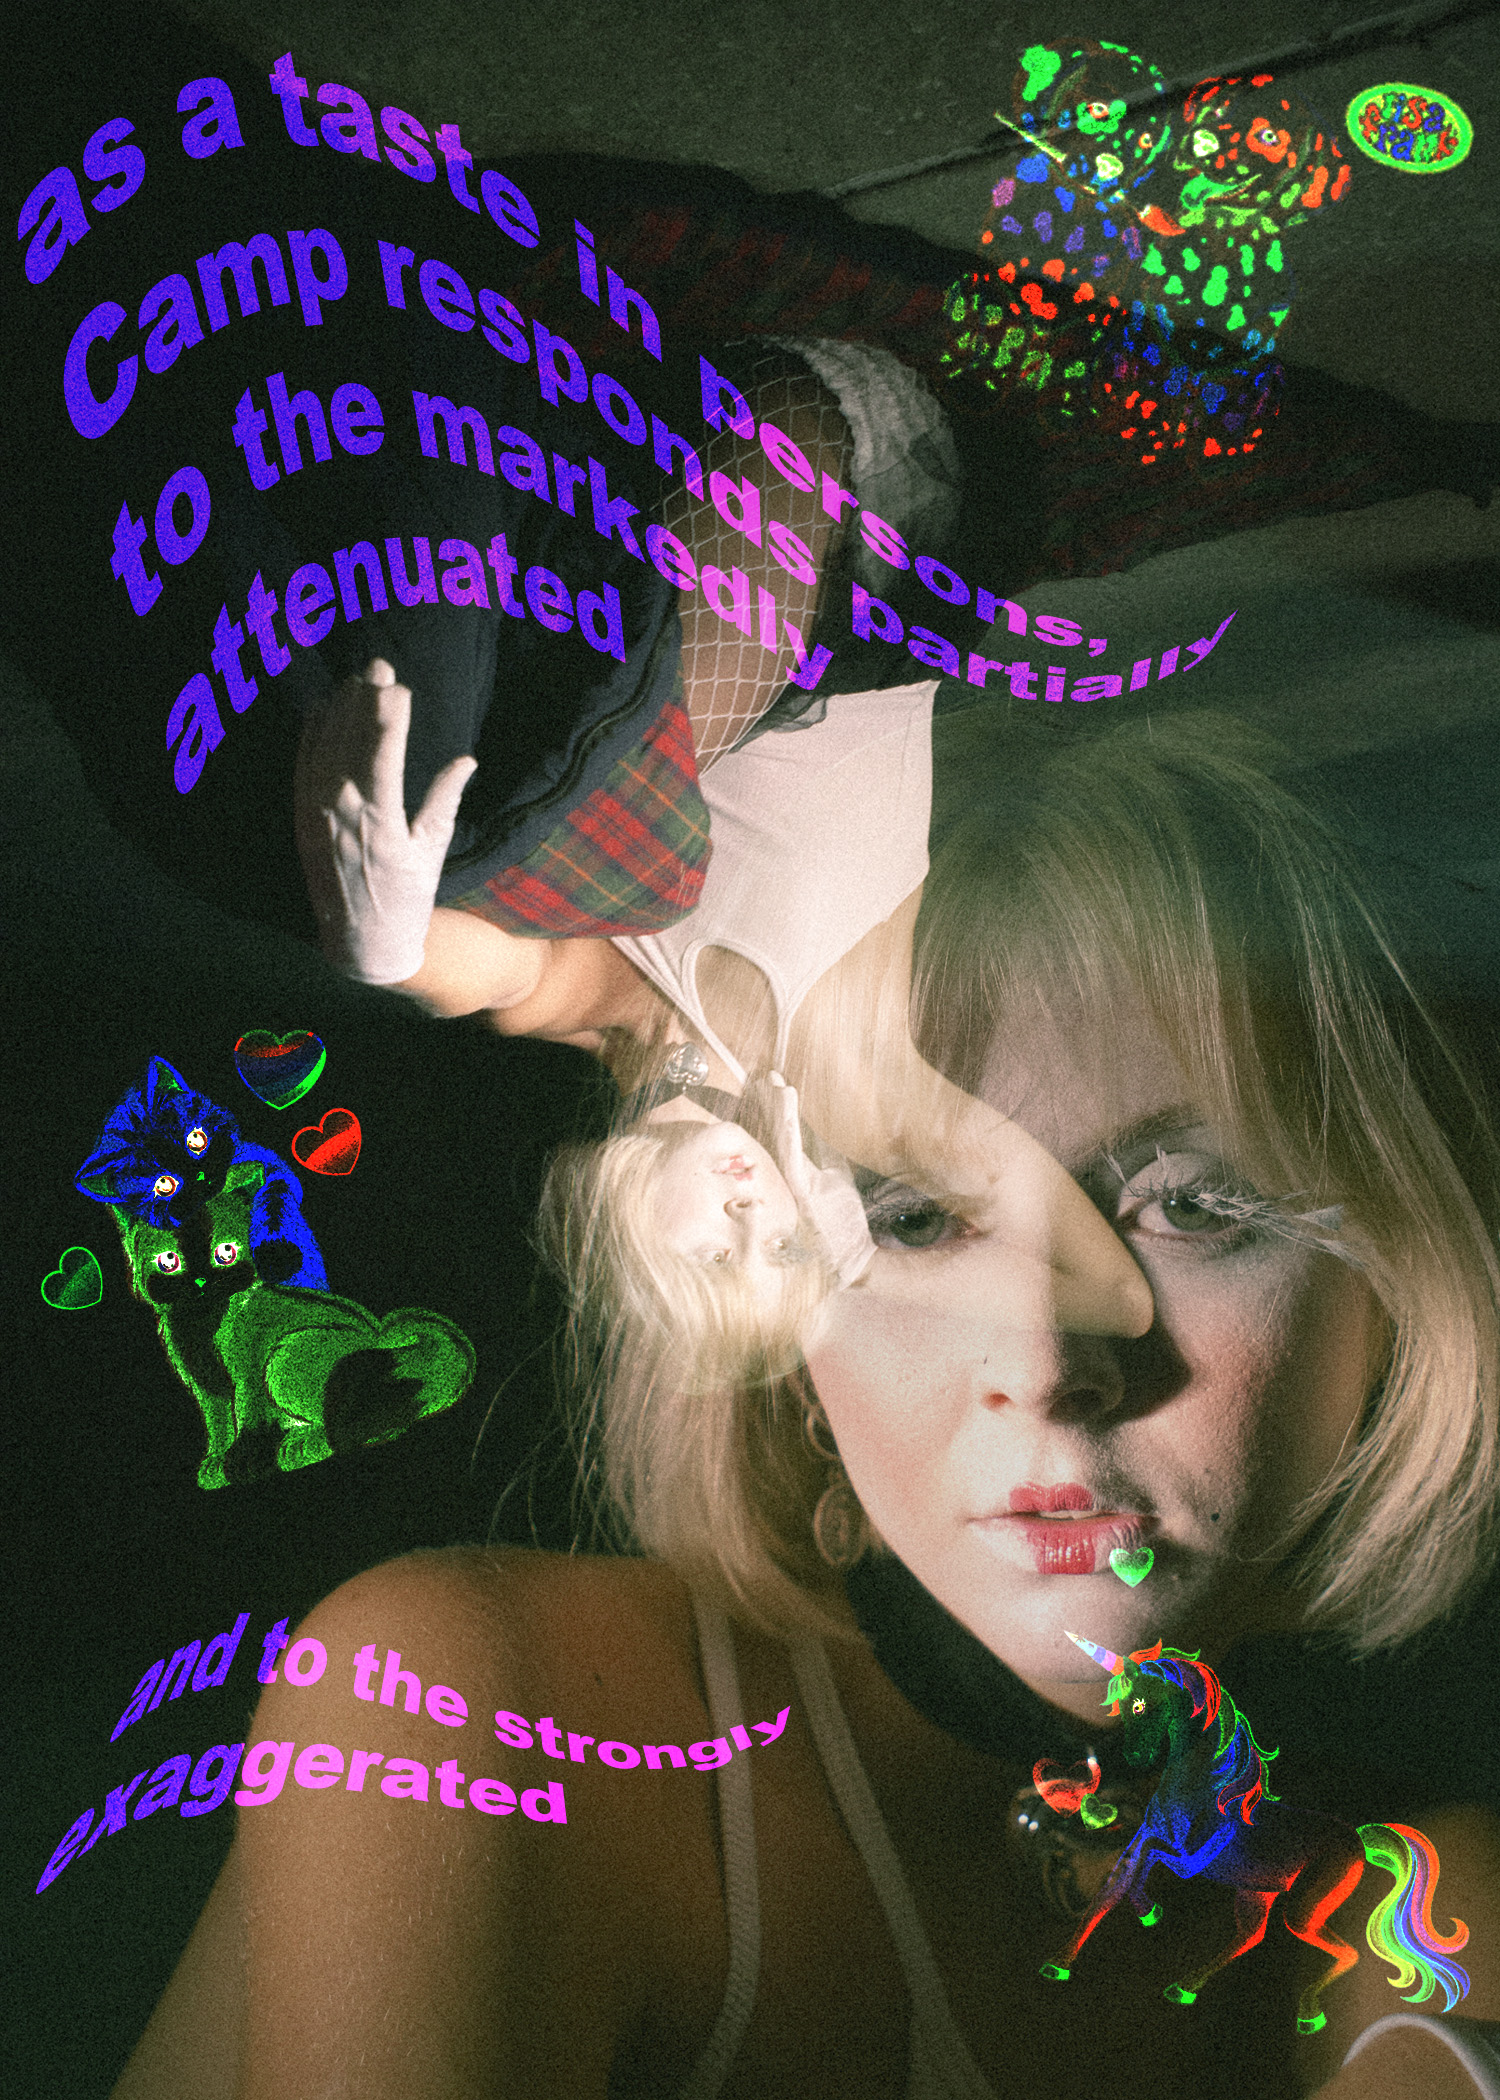 as a taste in persons,
Camp responds partially
to the markedly
attenuated
and to the strongly
exaggerated